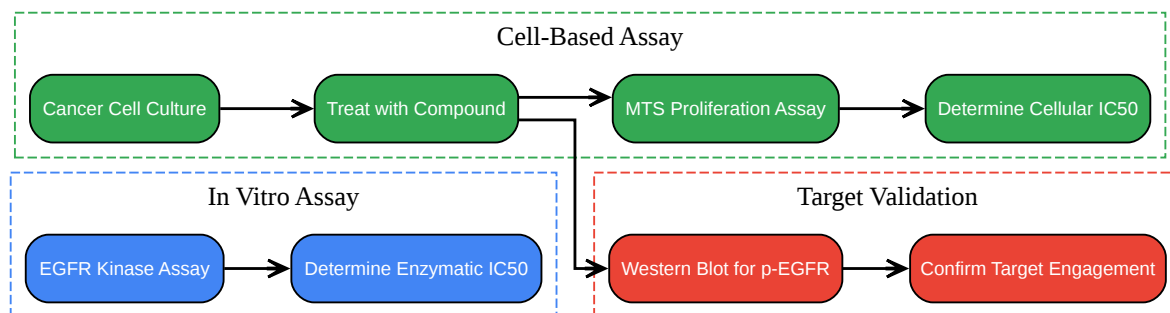 Cell-Based Assay
Cancer Cell Culture
Treat with Compound
MTS Proliferation Assay
Determine Cellular IC50
In Vitro Assay
EGFR Kinase Assay
Determine Enzymatic IC50
Target Validation
Western Blot for p-EGFR
Confirm Target Engagement